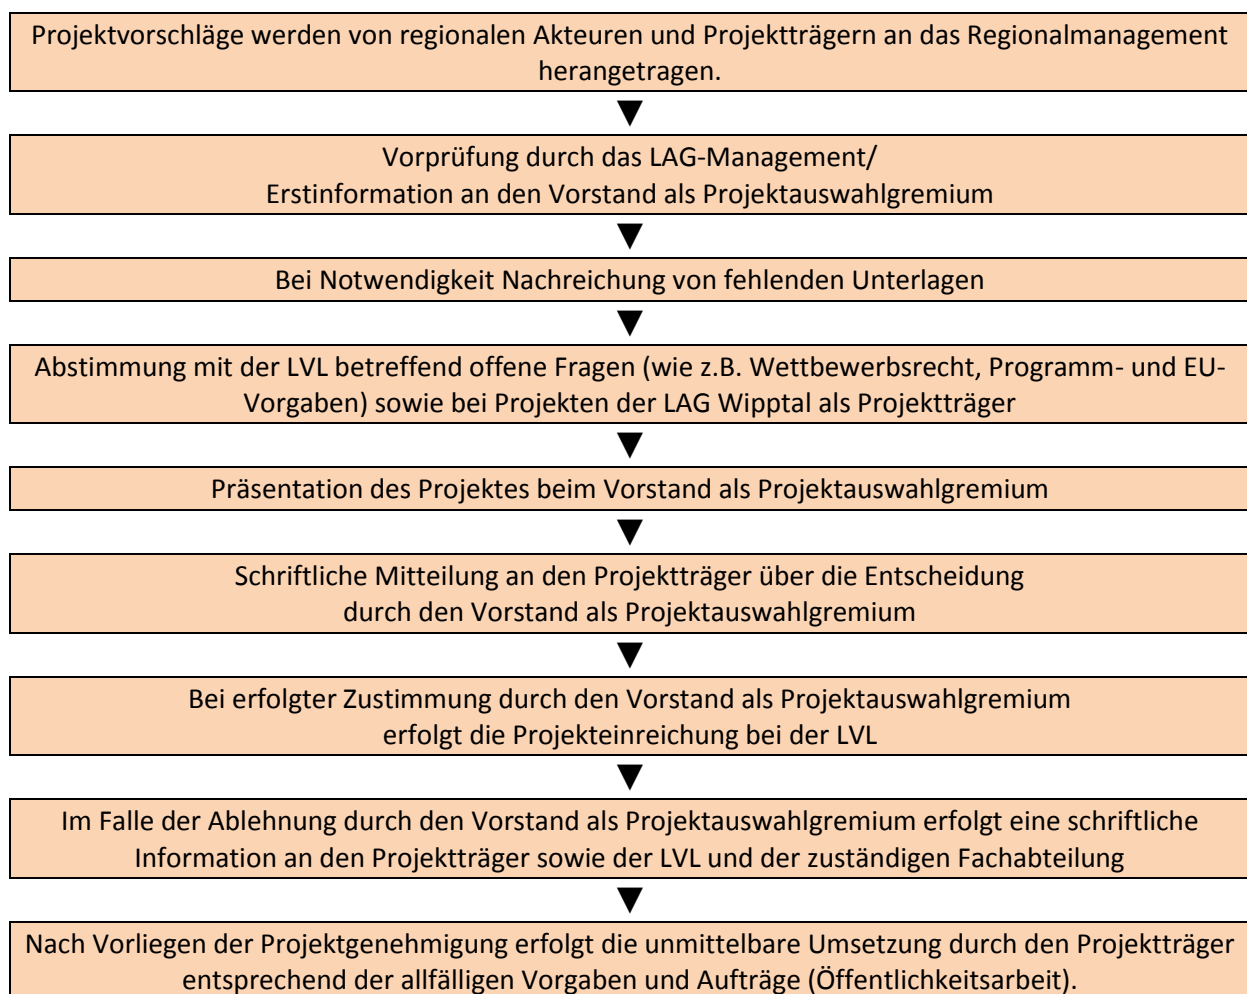 Projektvorschläge werden von regionalen Akteuren und Projektträgern an das Regionalmanagement
herangetragen.
Vorprüfung durch das LAG-Management/
Erstinformation an den Vorstand als Projektauswahlgremium
Bei Notwendigkeit Nachreichung von fehlenden Unterlagen
Abstimmung mit der LVL betreffend offene Fragen (wie z.B. Wettbewerbsrecht, Programm- und EU-
Vorgaben) sowie bei Projekten der LAG Wipptal als Projektträger
Präsentation des Projektes beim Vorstand als Projektauswahlgremium
Schriftliche Mitteilung an den Projektträger über die Entscheidung
durch den Vorstand als Projektauswahlgremium
Bei erfolgter Zustimmung durch den Vorstand als Projektauswahlgremium
erfolgt die Projekteinreichung bei der LVL
Im Falle der Ablehnung durch den Vorstand als Projektauswahlgremium erfolgt eine schriftliche
Information an den Projektträger sowie der LVL und der zuständigen Fachabteilung
Nach Vorliegen der Projektgenehmigung erfolgt die unmittelbare Umsetzung durch den Projektträger
entsprechend der allfälligen Vorgaben und Aufträge (Öffentlichkeitsarbeit).